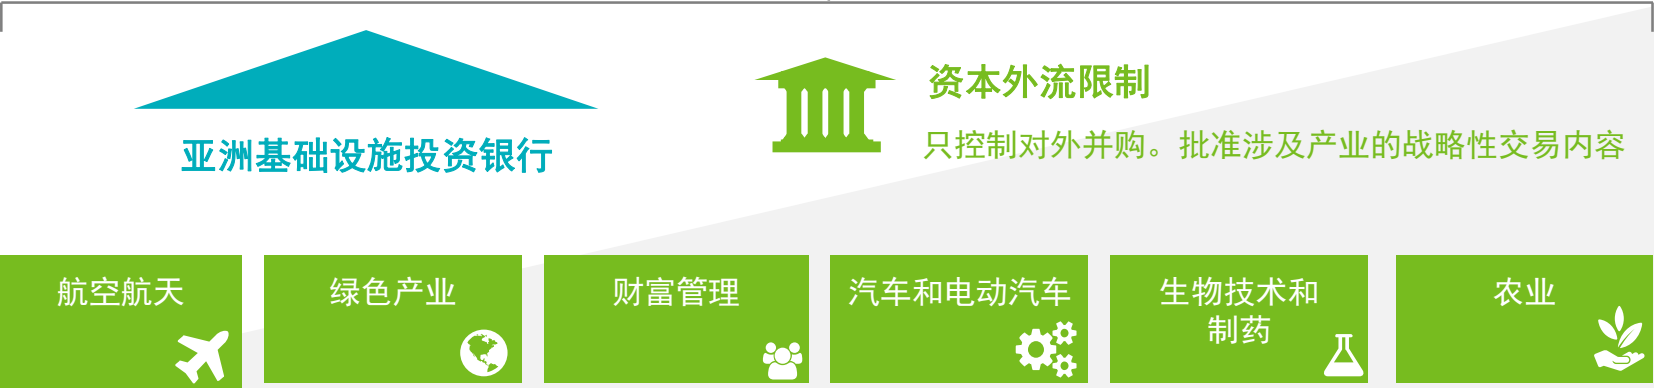 资本外流限制
只控制对外并购。批准涉及产业的战略性交易内容
亚洲基础设施投资银行
航空航天
绿色产业
财富管理
汽车和电动汽车
生物技术和
制药
农业